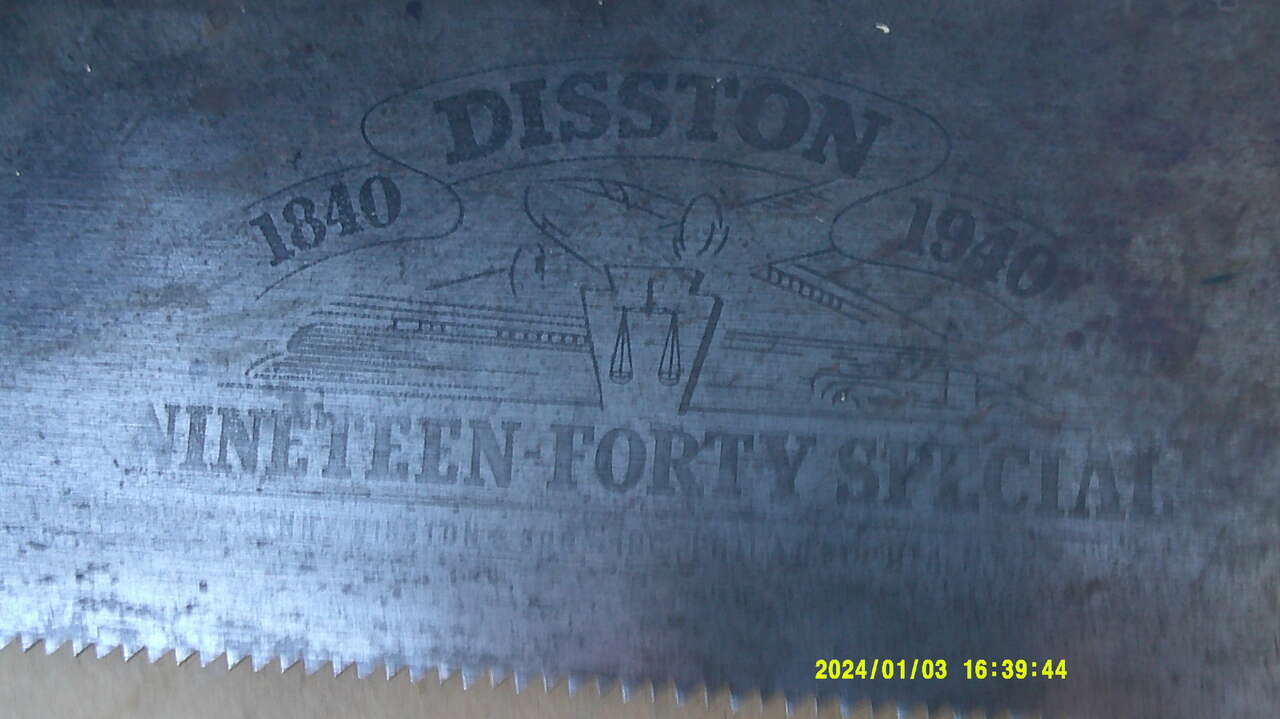 DISSTON
1840 1940
NINETEEN-FORTY SPECIAL
2024/01/03 16:39:44